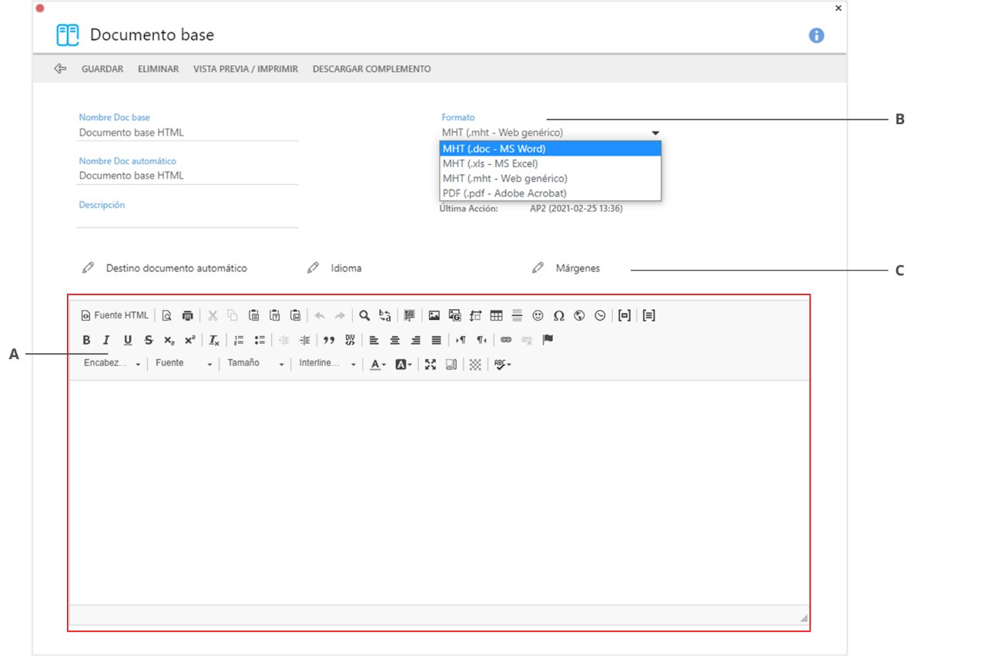 Documento base
GUARDAR ELIMINAR VISTA PREVIA / IMPRIMIR DESCARGAR COMPLEMENTO
Nombre Doc base
Documento base HTML
Nombre Doc automático
Documento base HTML
Descripción
Formato
MHT (.mht - Web genérico)
MHT (.doc - MS Word)
MHT (.xls - MS Excel)
MHT (.mht - Web genérico)
PDF (.pdf - Adobe Acrobat)
Última Acción: AP2 (2021-02-25 13:36)
B
Destino documento automático Idioma Márgenes
C
Fuente HTML
A
Encabez... Fuente Tamaño Interline...